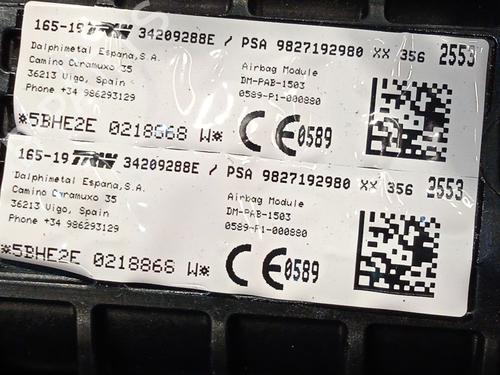 165-19 TRW 34209288E / PSA 9827192980 XX 356 2553
Dalphimetal Espana,S.A.
Camino Caramuxo 35
36213 Vigo, Spain
Phone +34 986293129
Airbag Module
DM-PAB-1503
0589-P1-000880
*5BHE2E 0218868 W*
CE 0589
165-19 TRW 34209288E / PSA 9827192980 XX 356 2553
Dalphimetal Espana,S.A.
Camino Caramuxo 35
36213 Vigo, Spain
Phone +34 986293129
Airbag Module
DM-PAB-1503
0589-P1-000880
*5BHE2E 0218868 W*
CE 0589